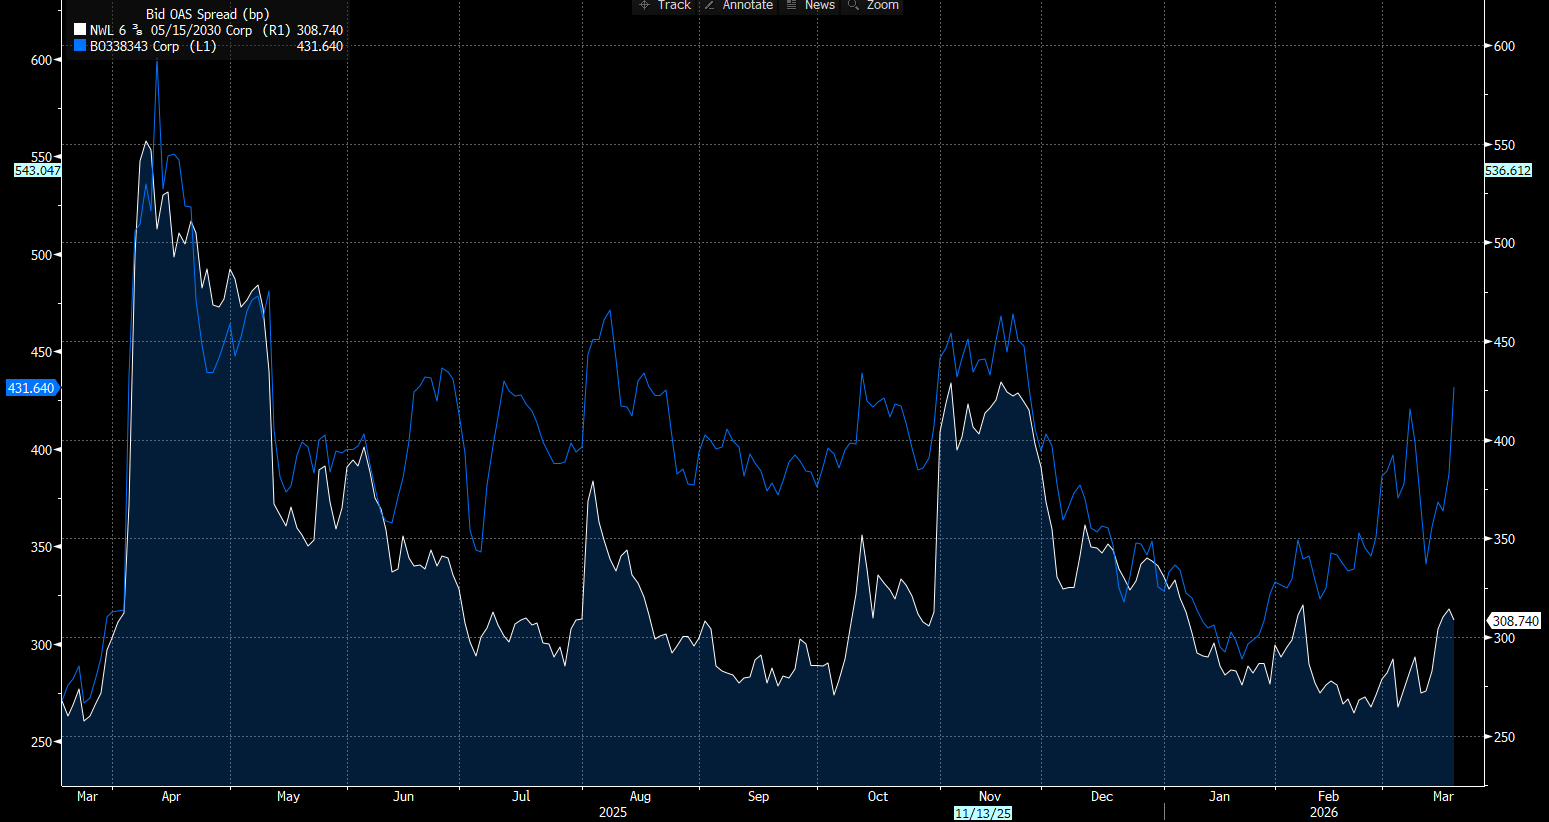 Track Annotate News Zoom
Bid OAS Spread (bp)
NWL 6 ⅜ 05/15/2030 Corp (R1) 308.740
BO338343 Corp (L1) 431.640
600 600
550 550
543.047 536.612
500 500
450 450
431.640
400 400
350 350
308.740
300 300
250 250
Mar Apr May Jun Jul Aug Sep Oct Nov Dec Jan Feb Mar
2025 11/13/25 2026